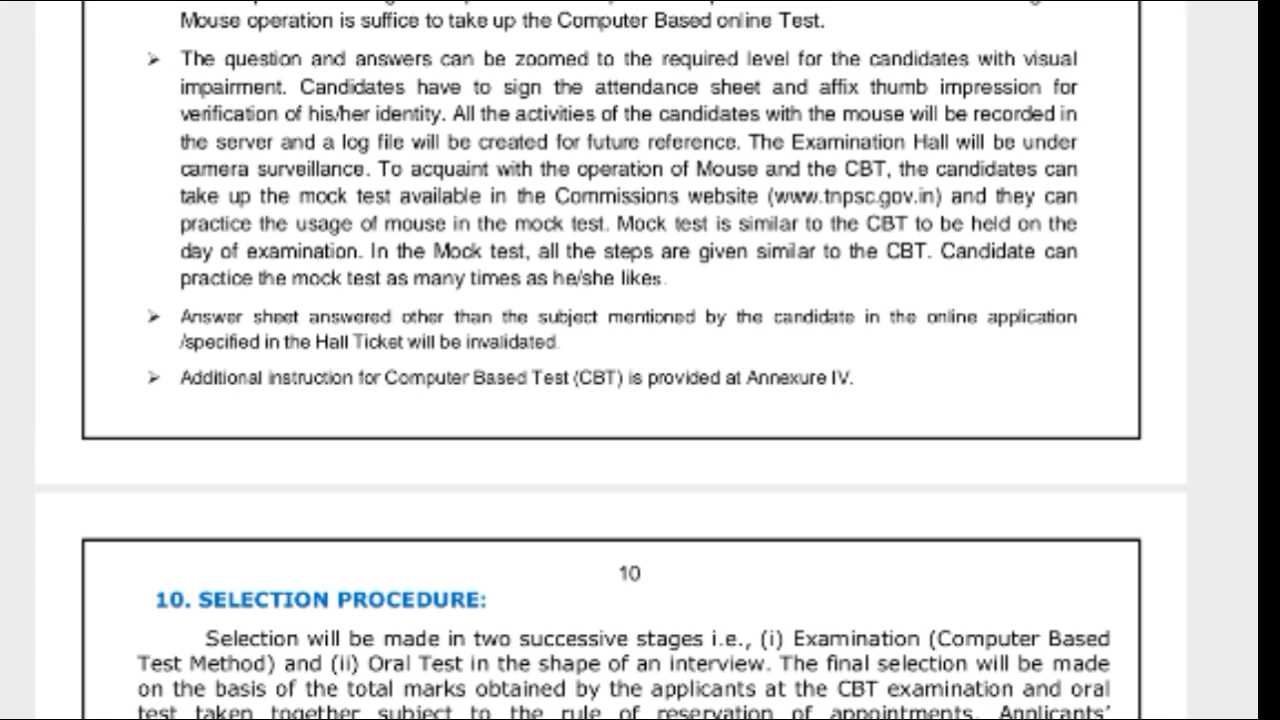 Mouse operation is suffice to take up the Computer Based online Test.
➢ The question and answers can be zoomed to the required level for the candidates with visual
impairment. Candidates have to sign the attendance sheet and affix thumb impression for
verification of his/her identity. All the activities of the candidates with the mouse will be recorded in
the server and a log file will be created for future reference. The Examination Hall will be under
camera surveillance. To acquaint with the operation of Mouse and the CBT, the candidates can
take up the mock test available in the Commissions website (www.tnpsc.gov.in) and they can
practice the usage of mouse in the mock test. Mock test is similar to the CBT to be held on the
day of examination. In the Mock test, all the steps are given similar to the CBT. Candidate can
practice the mock test as many times as he/she likes.
➢ Answer sheet answered other than the subject mentioned by the candidate in the online application
/specified in the Hall Ticket will be invalidated.
➢ Additional instruction for Computer Based Test (CBT) is provided at Annexure IV.
10
10. SELECTION PROCEDURE:
Selection will be made in two successive stages i.e., (i) Examination (Computer Based
Test Method) and (ii) Oral Test in the shape of an interview. The final selection will be made
on the basis of the total marks obtained by the applicants at the CBT examination and oral
test taken together subject to the rule of reservation of appointments. Applicants'